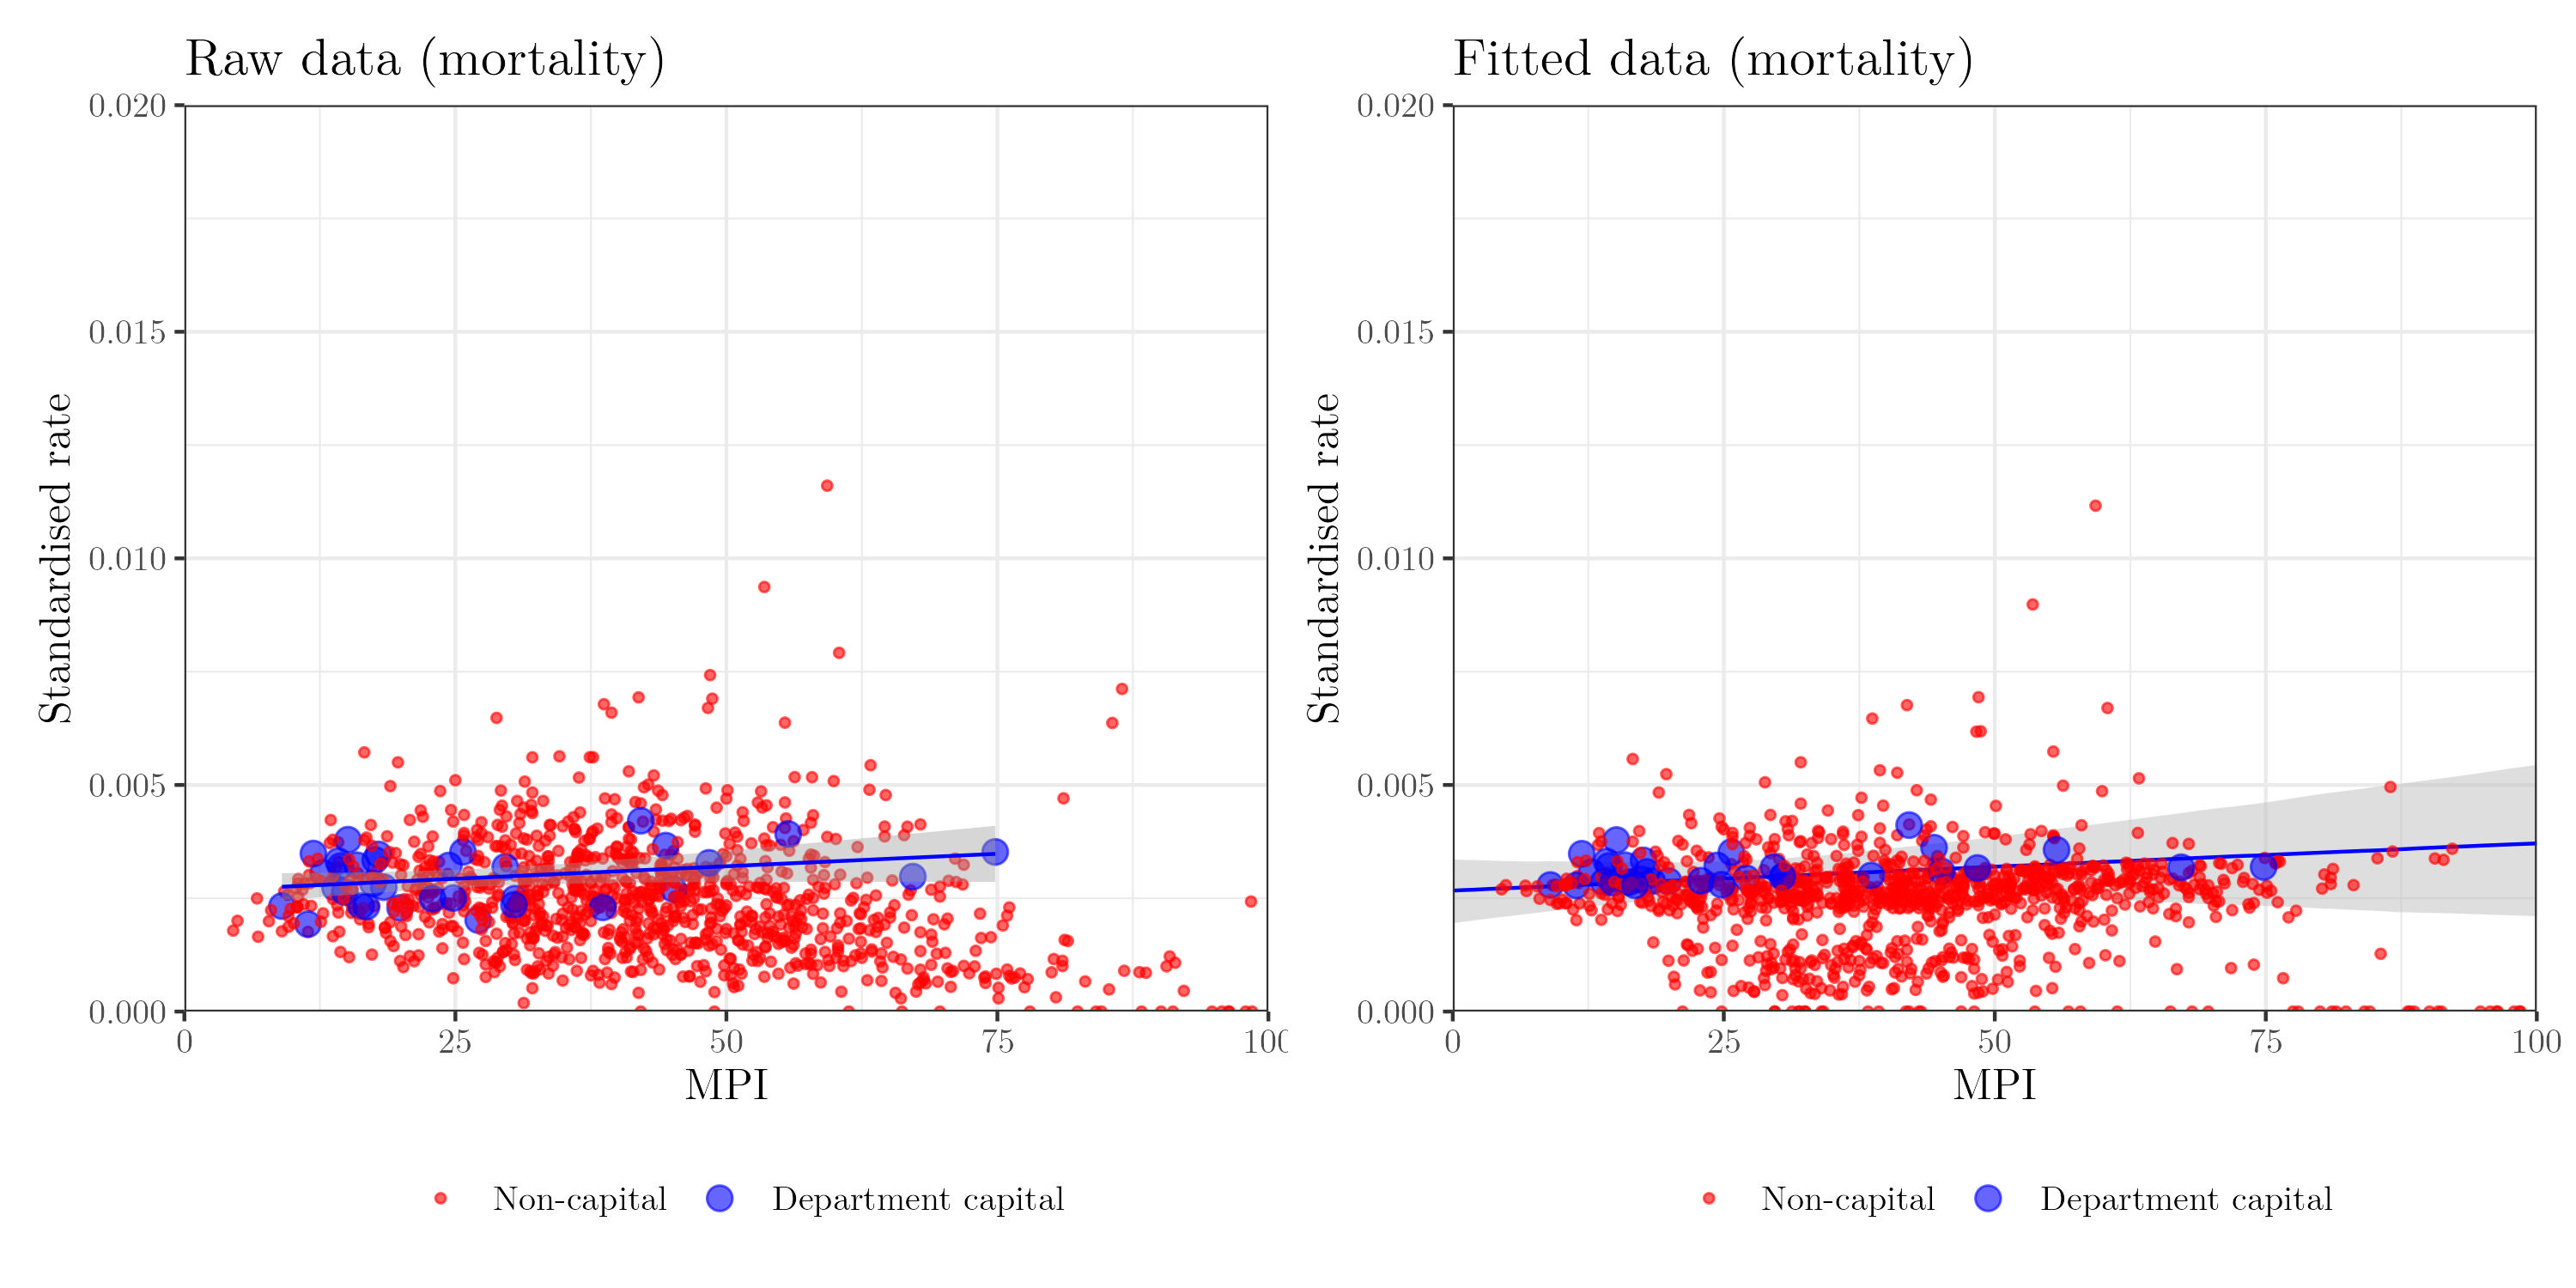 Raw data (mortality)
0.020
0.015
0.010
0.005
0.000
Standardised rate
0
25
50
75
100
MPI
Non-capital
Department capital
Fitted data (mortality)
0.020
0.015
0.010
0.005
0.000
Standardised rate
0
25
50
75
100
MPI
Non-capital
Department capital